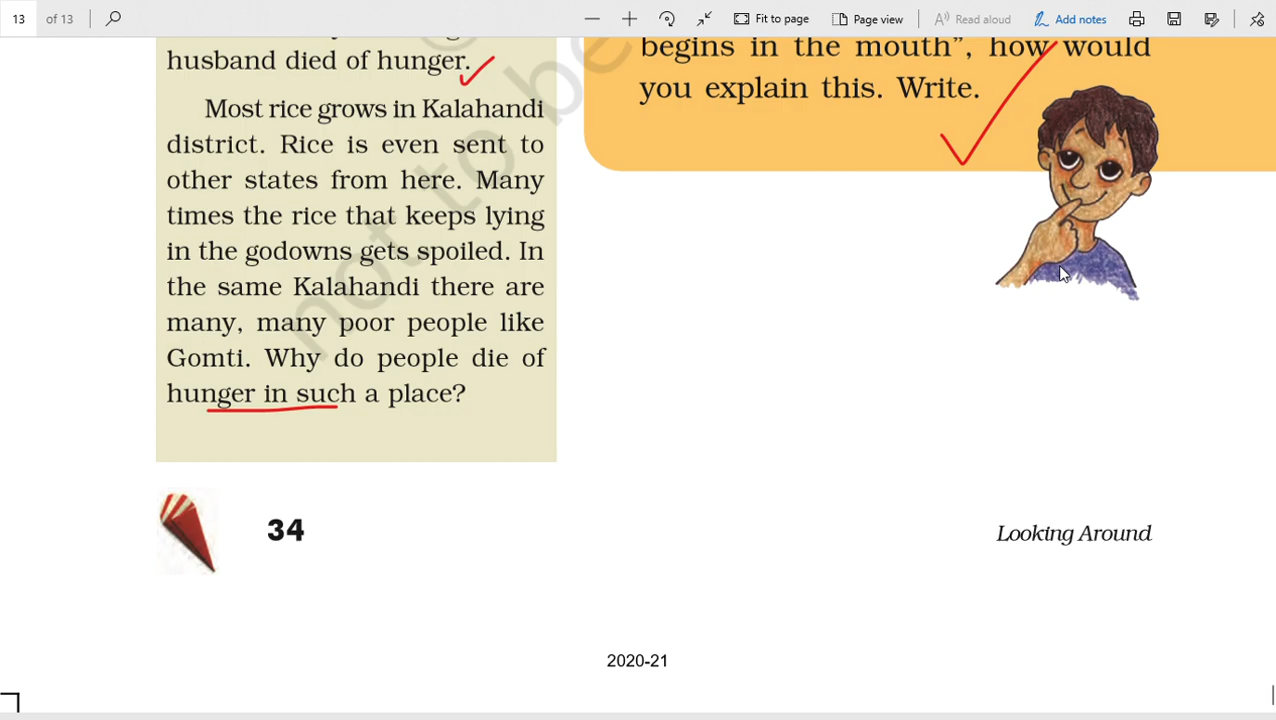 13 of 13 Fit to page Page view Read aloud Add notes
husband died of hunger.
Most rice grows in Kalahandi
district. Rice is even sent to
other states from here. Many
times the rice that keeps lying
in the godowns gets spoiled. In
the same Kalahandi there are
many, many poor people like
Gomti. Why do people die of
hunger in such a place?
begins in the mouth”, how would
you explain this. Write.
not to be
34
Looking Around
2020-21